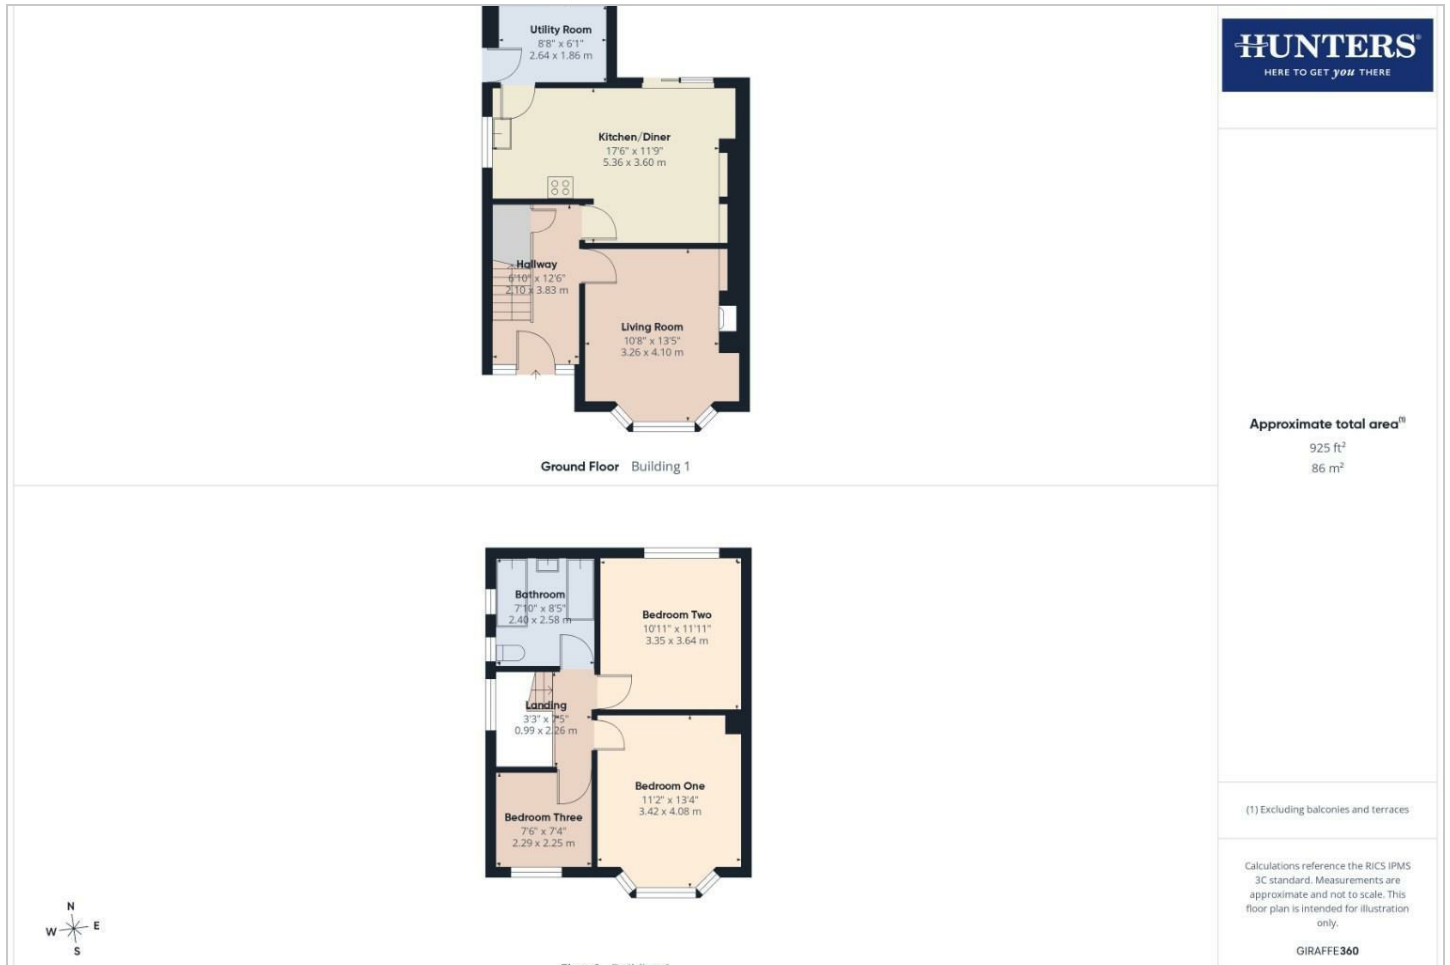 Utility Room
8'8" x 6'1"
2.64 x 1.86 m
Kitchen/Diner
17'6" x 11'9"
5.36 x 3.60 m
Hallway
6'10" x 12'6"
2.10 x 3.83 m
Living Room
10'8" x 13'5"
3.26 x 4.10 m
Ground Floor Building 1
Bathroom
7'10" x 8'5"
2.40 x 2.58 m
Bedroom Two
10'11" x 11'11"
3.35 x 3.64 m
Landing
3'3" x 7'5"
0.99 x 2.26 m
Bedroom One
11'2" x 13'4"
3.42 x 4.08 m
Bedroom Three
7'6" x 7'4"
2.29 x 2.25 m
N
W E
S
HUNTERS®
HERE TO GET you THERE
Approximate total area(1)
925 ft²
86 m²
(1) Excluding balconies and terraces
Calculations reference the RICS IPMS
3C standard. Measurements are
approximate and not to scale. This
floor plan is intended for illustration
only.
GIRAFFE360